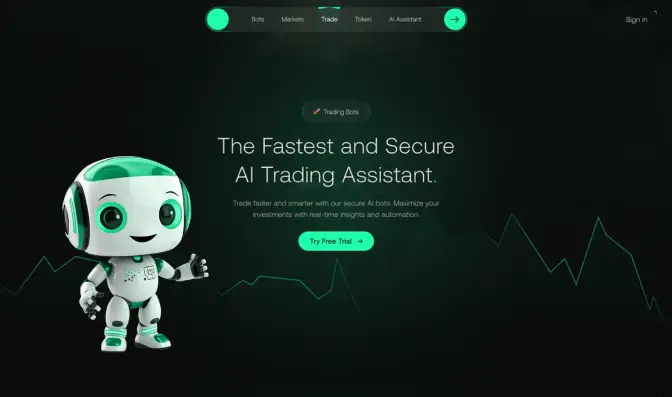 Bots Markets Trade Token AI Assistant
Sign in
🚀 Trading Bots
The Fastest and Secure
AI Trading Assistant.
Trade faster and smarter with our secure AI bots. Maximize your
investments with real-time insights and automation.
Try Free Trial →